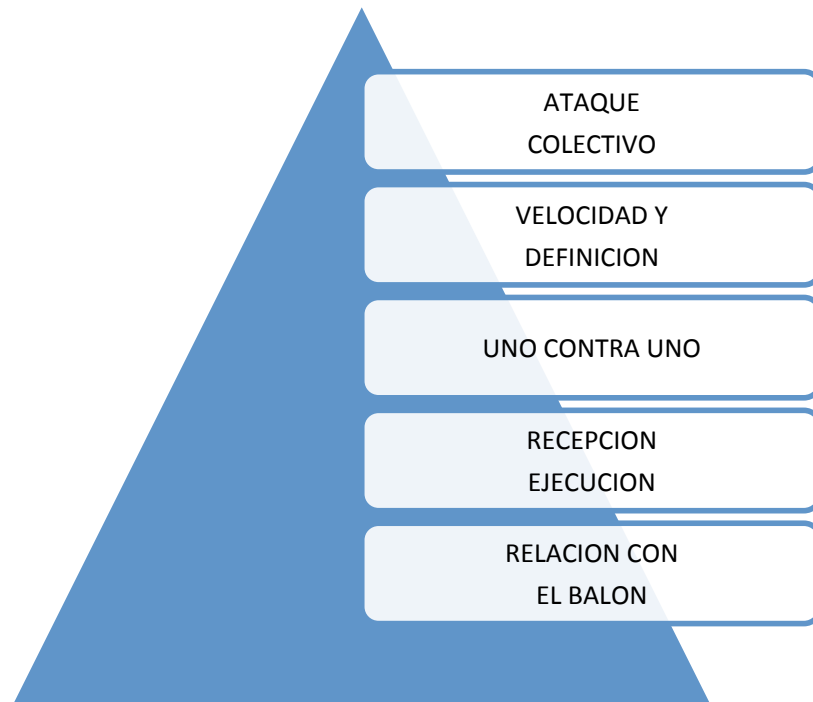 ATAQUE
COLECTIVO
VELOCIDAD Y
DEFINICION
UNO CONTRA UNO
RECEPCION
EJECUCION
RELACION CON
EL BALON